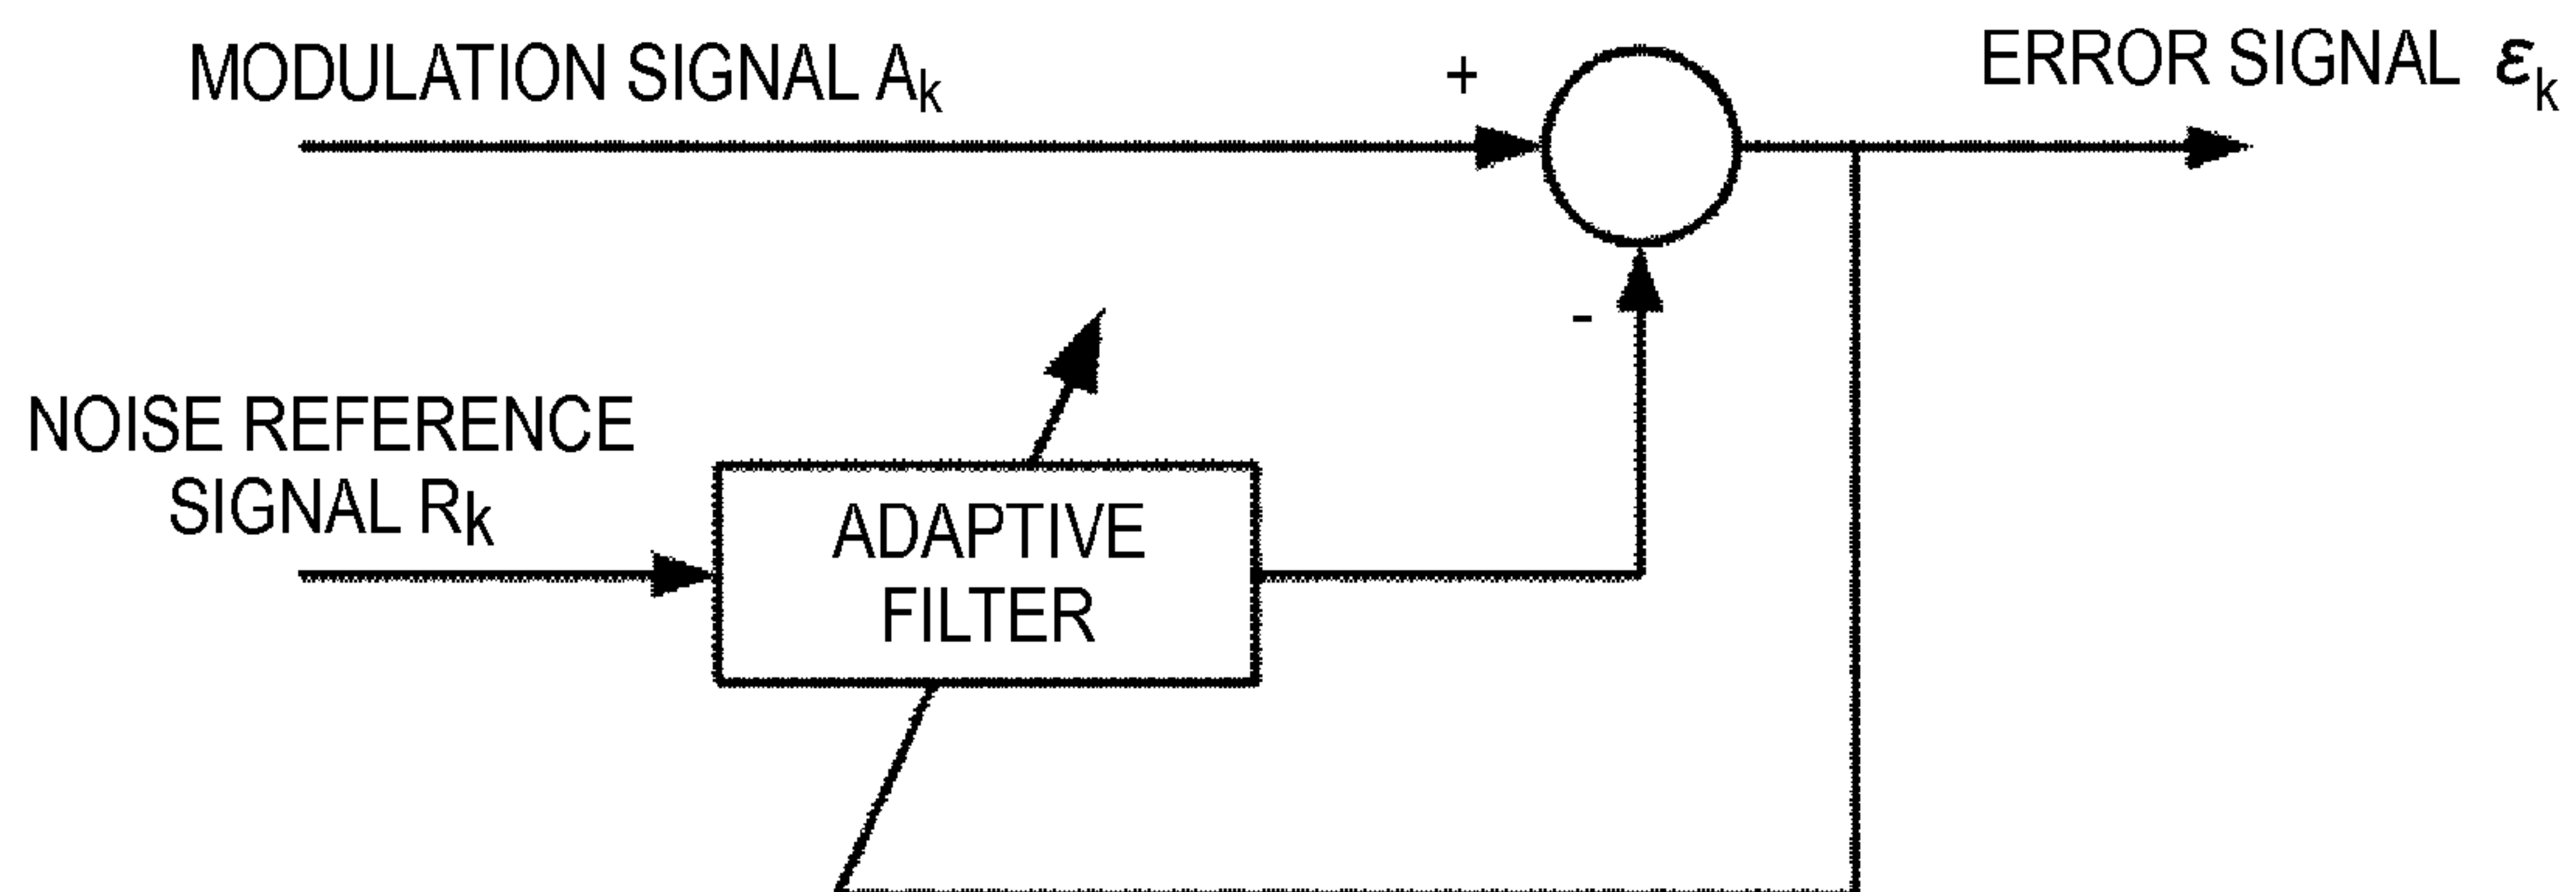 MODULATION SIGNAL Ak
+
ERROR SIGNAL εk
-
NOISE REFERENCE
SIGNAL Rk
ADAPTIVE
FILTER